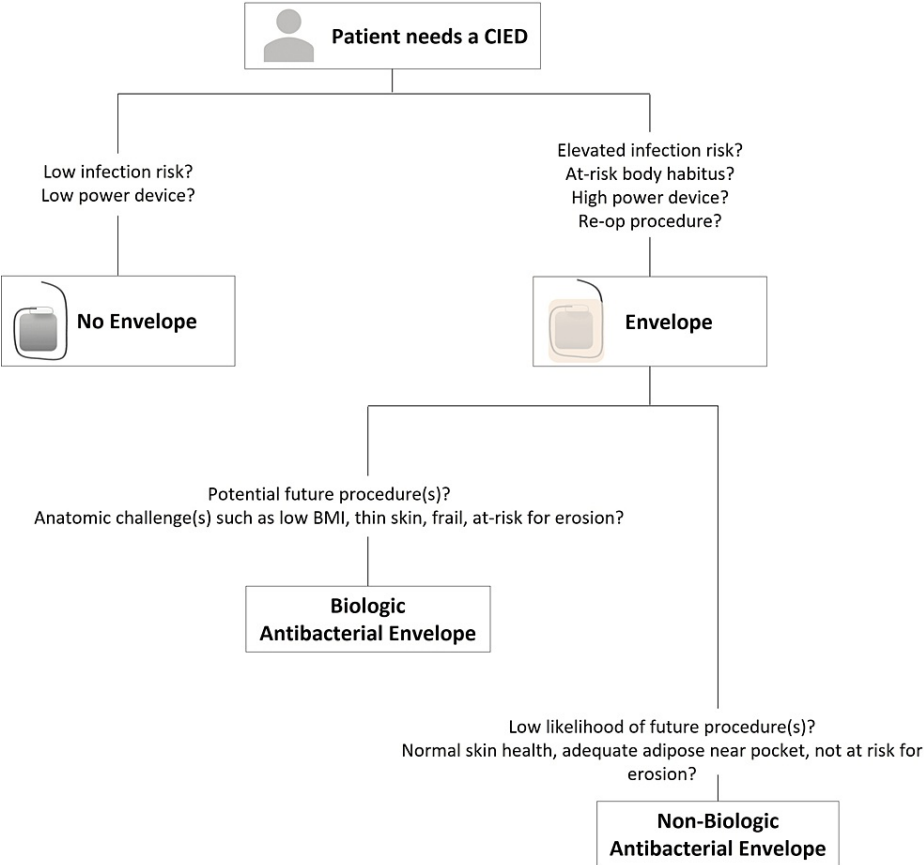 Patient needs a CIED
Low infection risk?
Low power device?
Elevated infection risk?
At-risk body habitus?
High power device?
Re-op procedure?
No Envelope
Envelope
Potential future procedure(s)?
Anatomic challenge(s) such as low BMI, thin skin, frail, at-risk for erosion?
Biologic
Antibacterial Envelope
Low likelihood of future procedure(s)?
Normal skin health, adequate adipose near pocket, not at risk for
erosion?
Non-Biologic
Antibacterial Envelope